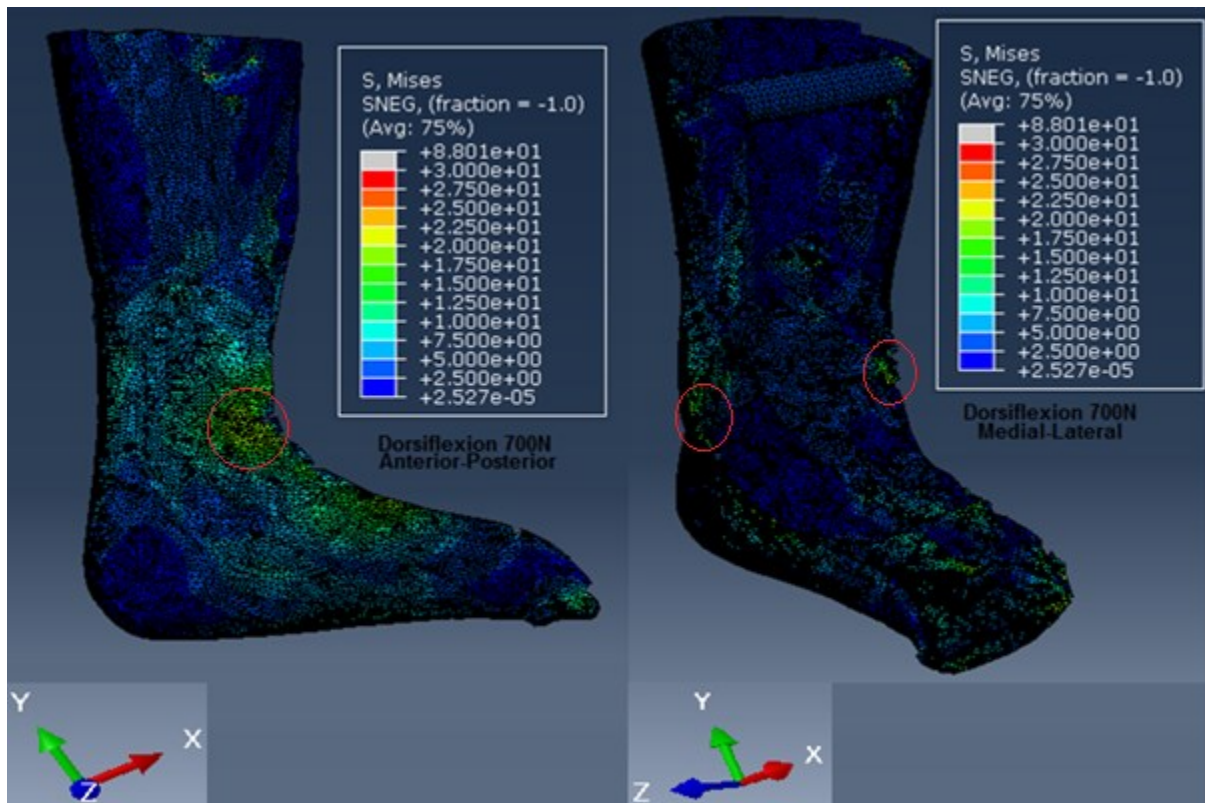 S, Mises
SNEG, (fraction = -1.0)
(Avg: 75%)
+8.801e+01
+3.000e+01
+2.750e+01
+2.500e+01
+2.250e+01
+2.000e+01
+1.750e+01
+1.500e+01
+1.250e+01
+1.000e+01
+7.500e+00
+5.000e+00
+2.500e+00
+2.527e-05
Dorsiflexion 700N
Anterior-Posterior
Y
X
Z
S, Mises
SNEG, (fraction = -1.0)
(Avg: 75%)
+8.801e+01
+3.000e+01
+2.750e+01
+2.500e+01
+2.250e+01
+2.000e+01
+1.750e+01
+1.500e+01
+1.250e+01
+1.000e+01
+7.500e+00
+5.000e+00
+2.500e+00
+2.527e-05
Dorsiflexion 700N
Medial-Lateral
Y
X
Z